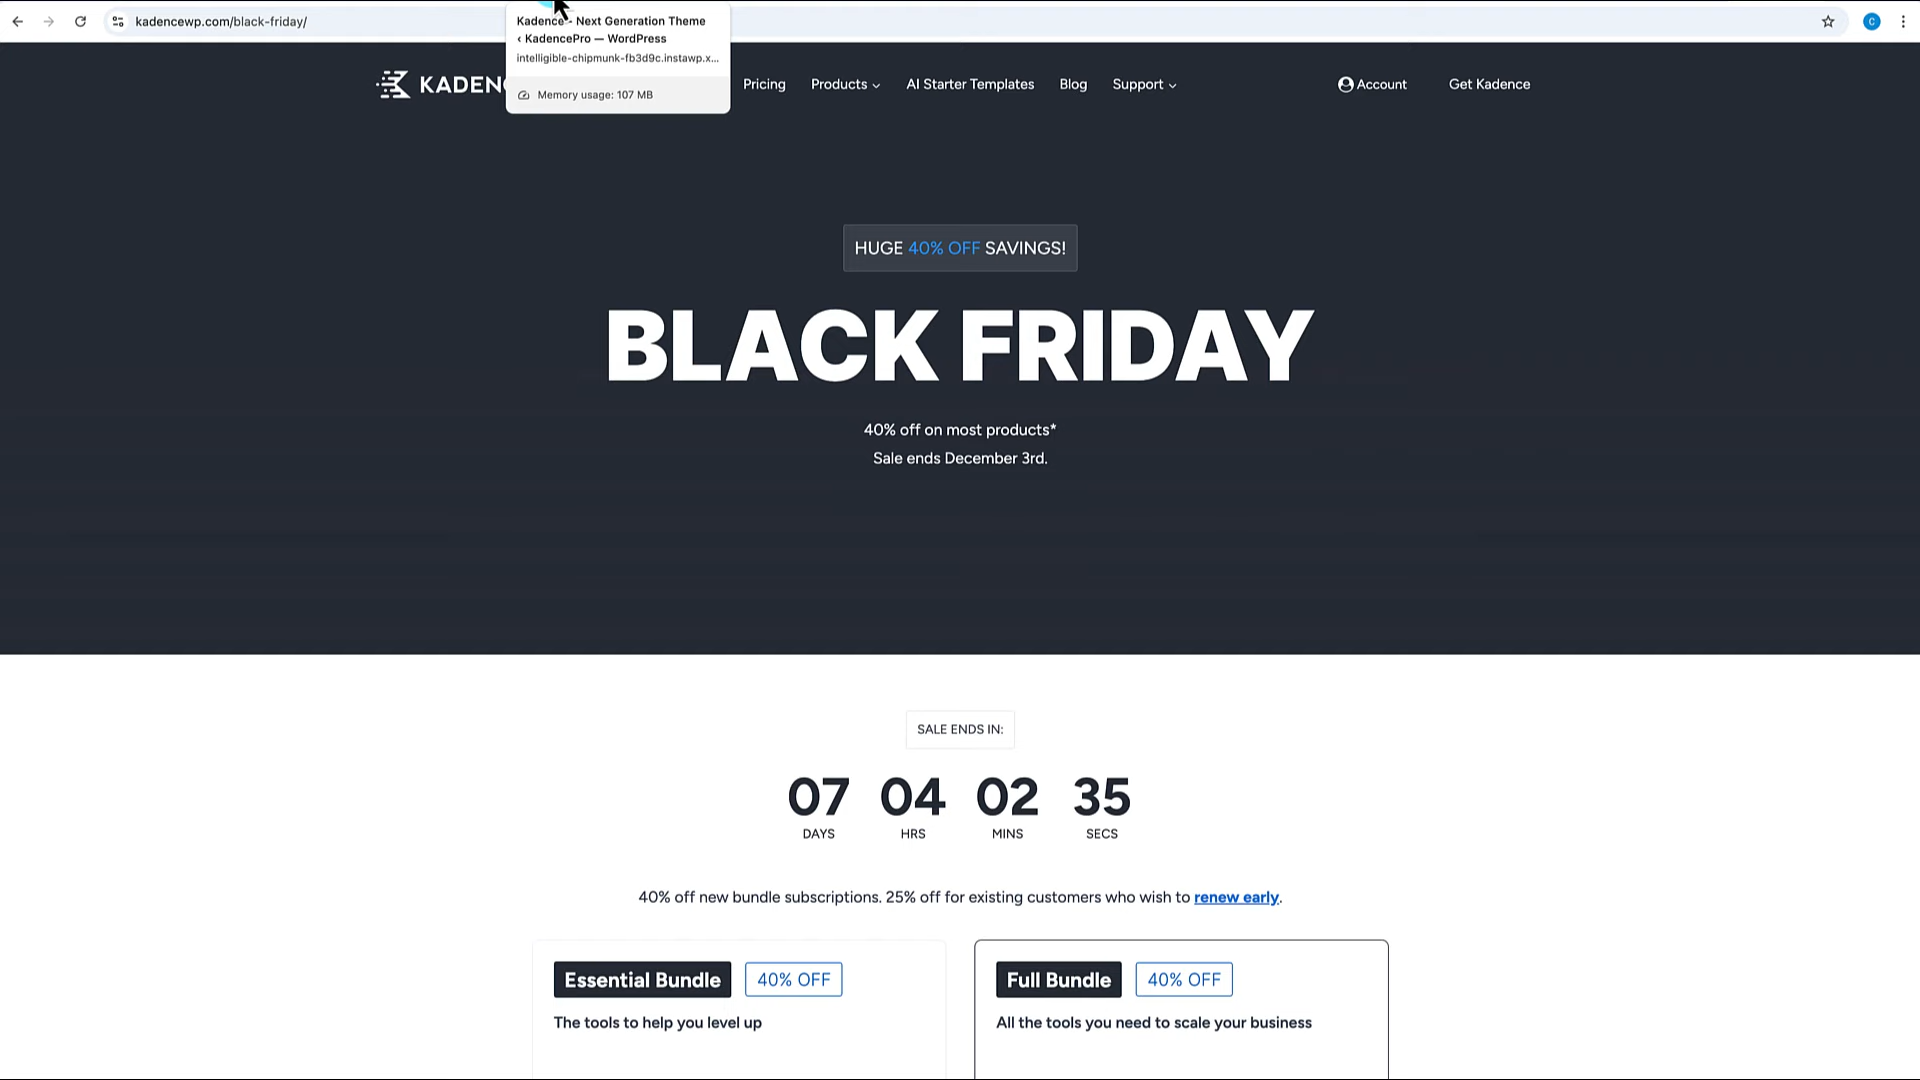 kadencewp.com/black-friday/
Kadence - Next Generation Theme
‹ KadencePro — WordPress
intelligible-chipmunk-fb3d9c.instawp.x...
Memory usage: 107 MB
C
KADENC
Pricing
Products
AI Starter Templates
Blog
Support
Account
Get Kadence
HUGE 40% OFF SAVINGS!
BLACK FRIDAY
40% off on most products*
Sale ends December 3rd.
SALE ENDS IN:
07 04 02 35
DAYS HRS MINS SECS
40% off new bundle subscriptions. 25% off for existing customers who wish to renew early.
Essential Bundle 40% OFF
The tools to help you level up
Full Bundle 40% OFF
All the tools you need to scale your business